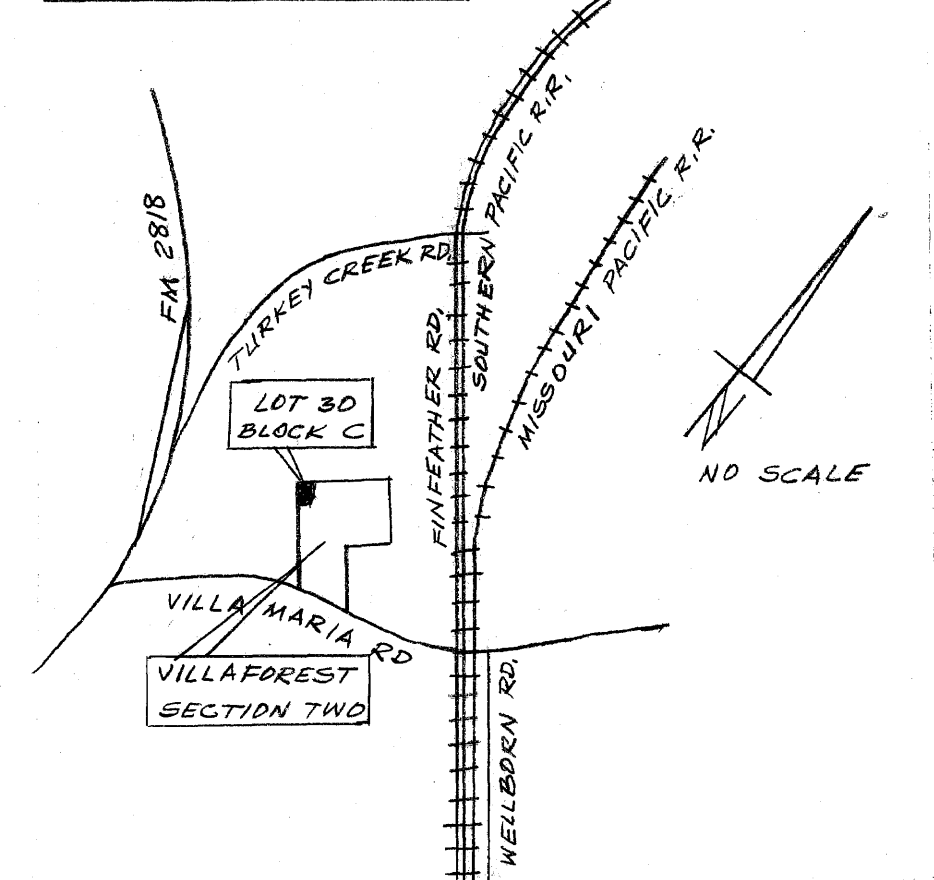 SOUTHERN PACIFIC R.R.
MISSOURI PACIFIC R.R.
FM 2818
TURKEY CREEK RD.
FINFEATHER RD.
LOT 30
BLOCK C
N
NO SCALE
VILLA MARIA RD
VILLAFOREST
SECTION TWO
WELLBORN RD.